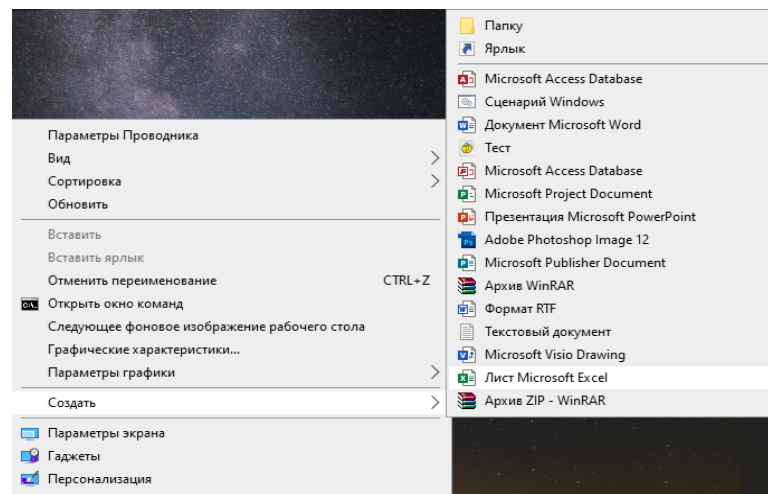 Параметры Проводника
Вид
Сортировка
Обновить
Вставить
Вставить ярлык
Отменить переименование CTRL+Z
Открыть окно команд
Следующее фоновое изображение рабочего стола
Графические характеристики...
Параметры графики
Создать
Параметры экрана
Гаджеты
Персонализация
Папку
Ярлык
Microsoft Access Database
Сценарий Windows
Документ Microsoft Word
Тест
Microsoft Access Database
Microsoft Project Document
Презентация Microsoft PowerPoint
Adobe Photoshop Image 12
Microsoft Publisher Document
Архив WinRAR
Формат RTF
Текстовый документ
Microsoft Visio Drawing
Лист Microsoft Excel
Архив ZIP - WinRAR